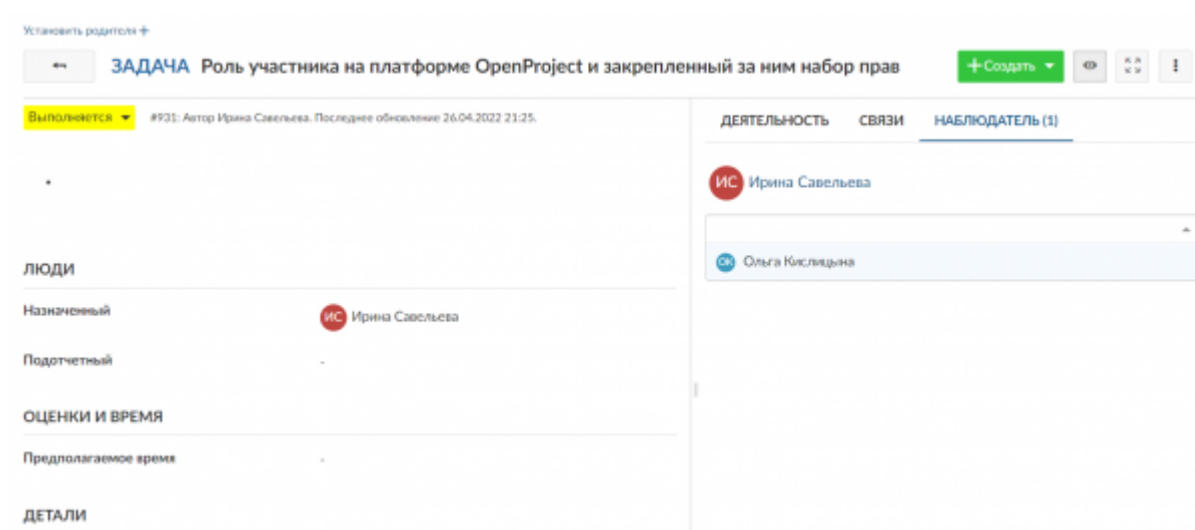 Установить родителя +
ЗАДАЧА Роль участника на платформе OpenProject и закрепленный за ним набор прав
+ Создать
Выполняется
#931: Автор Ирина Савельева. Последнее обновление 26.04.2022 21:25.
ДЕЯТЕЛЬНОСТЬ СВЯЗИ НАБЛЮДАТЕЛЬ (1)
ИС Ирина Савельева
ОК Ольга Кислицына
ЛЮДИ
Назначенный
ИС Ирина Савельева
Подотчетный
-
ОЦЕНКИ И ВРЕМЯ
Предполагаемое время
-
ДЕТАЛИ